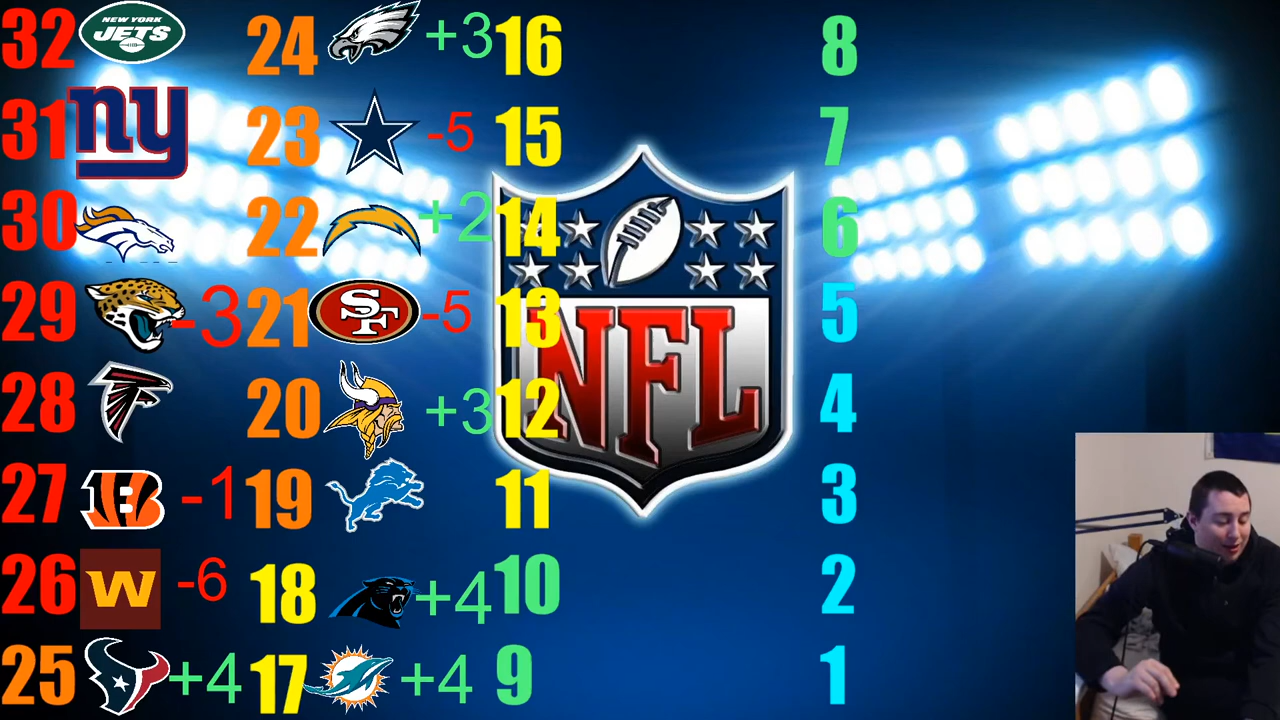 32 NEW YORK JETS 24 +3 16 8
31 ny 23 -5 15 7
30 22 +2 14 6
29 -3 21 SF -5 13 5
28 20 +3 12 4
27 B -1 19 11 3
26 W -6 18 +4 10 2
25 +4 17 +4 9 1
NFL